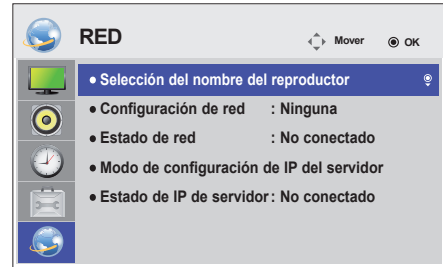 RED
Mover
OK
● Selección del nombre del reproductor
● Configuración de red : Ninguna
● Estado de red : No conectado
● Modo de configuración de IP del servidor
● Estado de IP de servidor : No conectado